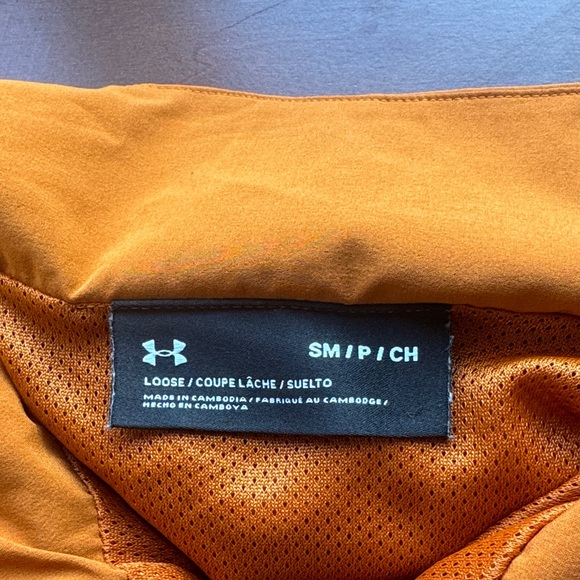 SM / P / CH
LOOSE / COUPE LÂCHE / SUELTO
MADE IN CAMBODIA / FABRIQUÉ AU CAMBODGE /
HECHO EN CAMBOYA